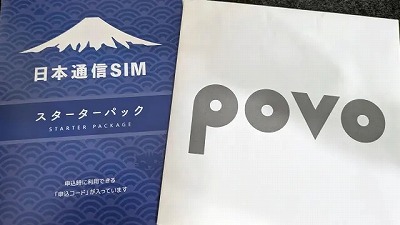 日本通信SIM
スターターパック
STARTER PACKAGE
申込時に利用できる
「申込コード」が入っています
povo